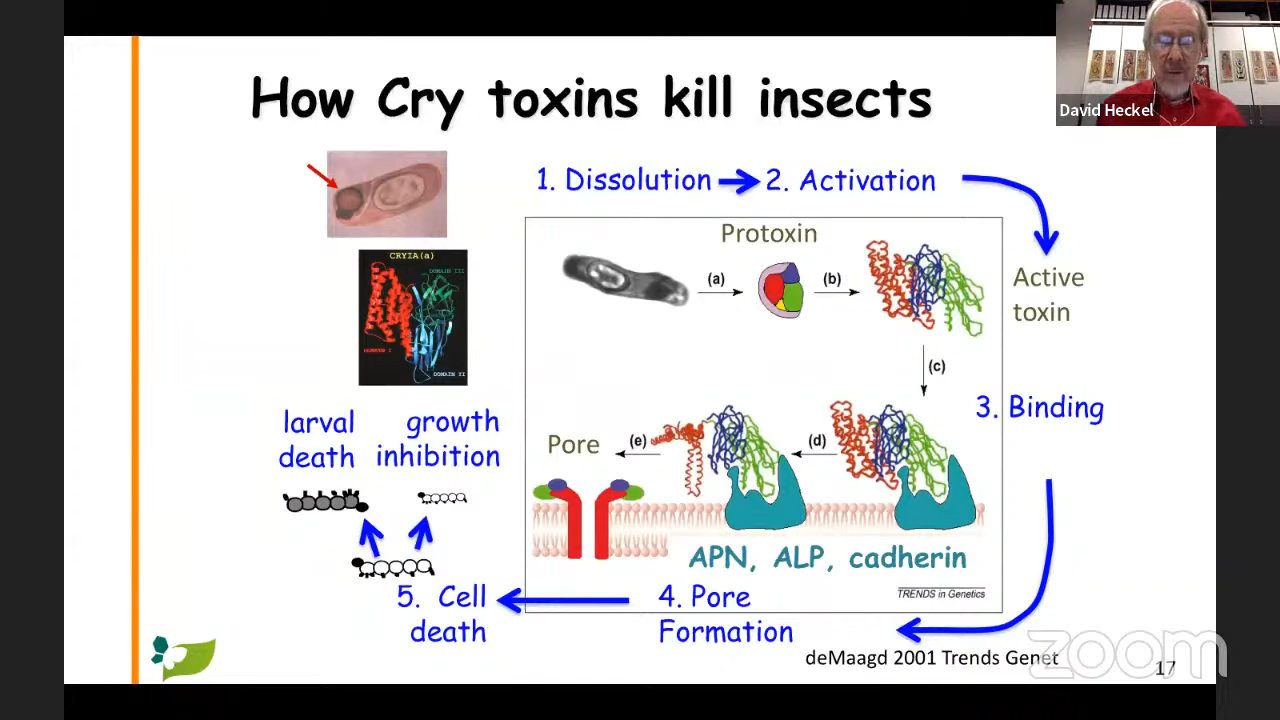 How Cry toxins kill insects
David Heckel
1. Dissolution
2. Activation
CRYIA(a)
DOMAIN III
DOMAIN I
DOMAIN II
Protoxin
(a)
(b)
Active
toxin
(c)
3. Binding
larval
death
growth
inhibition
Pore
(e)
(d)
APN, ALP, cadherin
TRENDS in Genetics
5. Cell
death
4. Pore
Formation
deMaagd 2001 Trends Genet
zoom
17